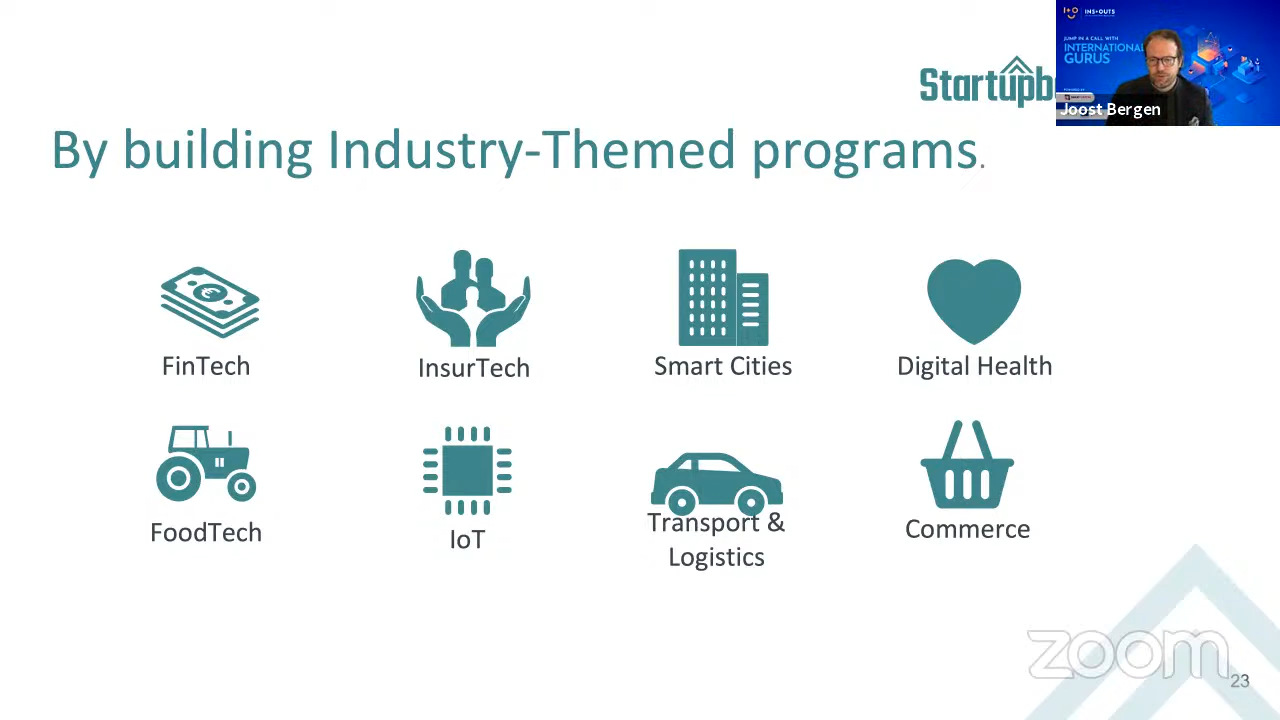 INS+OUTS
JUMP IN A CALL WITH
INTERNATIONAL
GURUS
Joost Bergen
Startupb
By building Industry-Themed programs.
FinTech
InsurTech
Smart Cities
Digital Health
FoodTech
IoT
Transport &
Logistics
Commerce
zoom
23